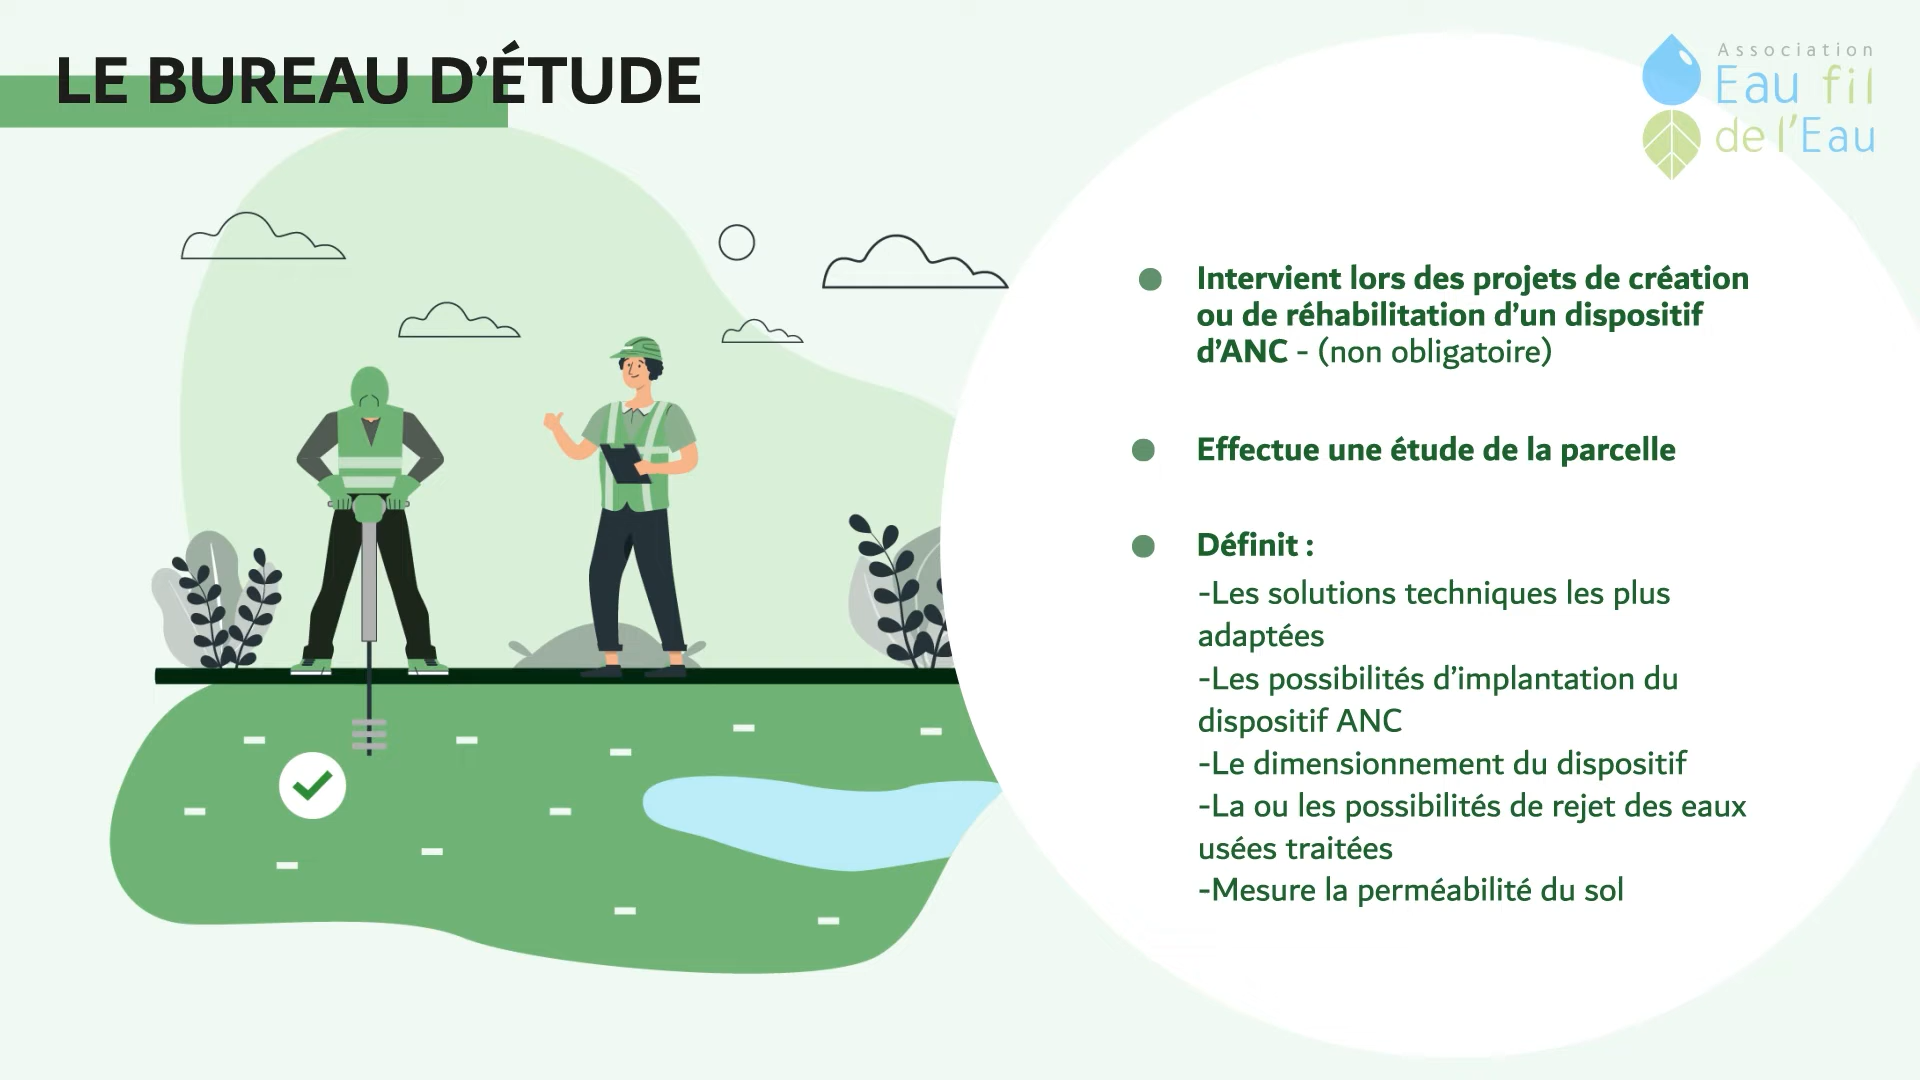 LE BUREAU D’ÉTUDE
Association
Eau fil
de l’Eau
Intervient lors des projets de création
ou de réhabilitation d’un dispositif
d’ANC - (non obligatoire)
Effectue une étude de la parcelle
Définit :
-Les solutions techniques les plus
adaptées
-Les possibilités d’implantation du
dispositif ANC
-Le dimensionnement du dispositif
-La ou les possibilités de rejet des eaux
usées traitées
-Mesure la perméabilité du sol